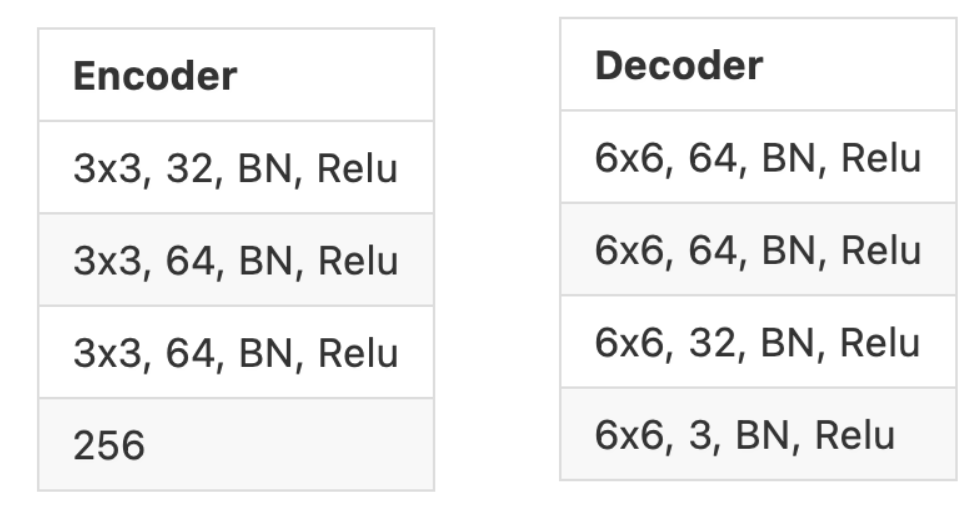 Encoder
3x3, 32, BN, Relu
3x3, 64, BN, Relu
3x3, 64, BN, Relu
256
Decoder
6x6, 64, BN, Relu
6x6, 64, BN, Relu
6x6, 32, BN, Relu
6x6, 3, BN, Relu